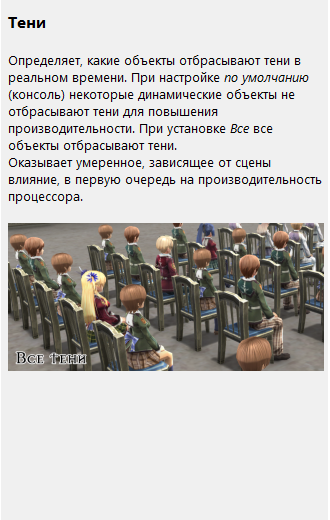 Тени
Определяет, какие объекты отбрасывают тени в
реальном времени. При настройке по умолчанию
(консоль) некоторые динамические объекты не
отбрасывают тени для повышения
производительности. При установке Все все
объекты отбрасывают тени.
Оказывает умеренное, зависящее от сцены
влияние, в первую очередь на производительность
процессора.
Все тени